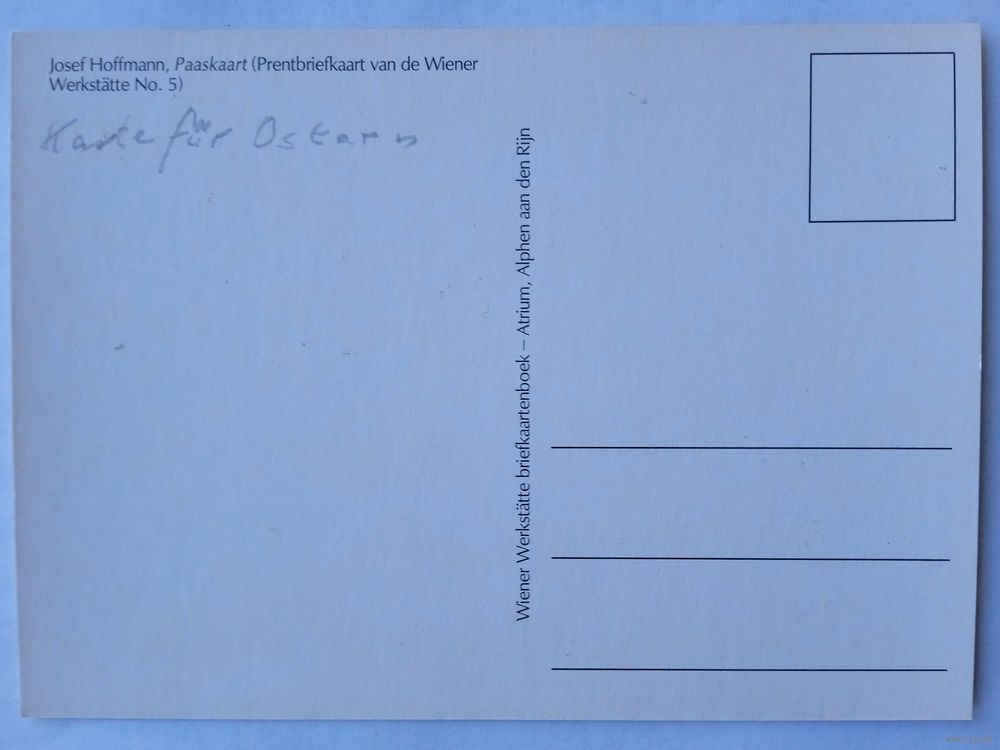 Josef Hoffmann, Paaskaart (Prentbriefkaart van de Wiener
Werkstätte No. 5)
Karte für Ostern
Wiener Werkstätte briefkaartenboek – Atrium, Alphen aan den Rijn